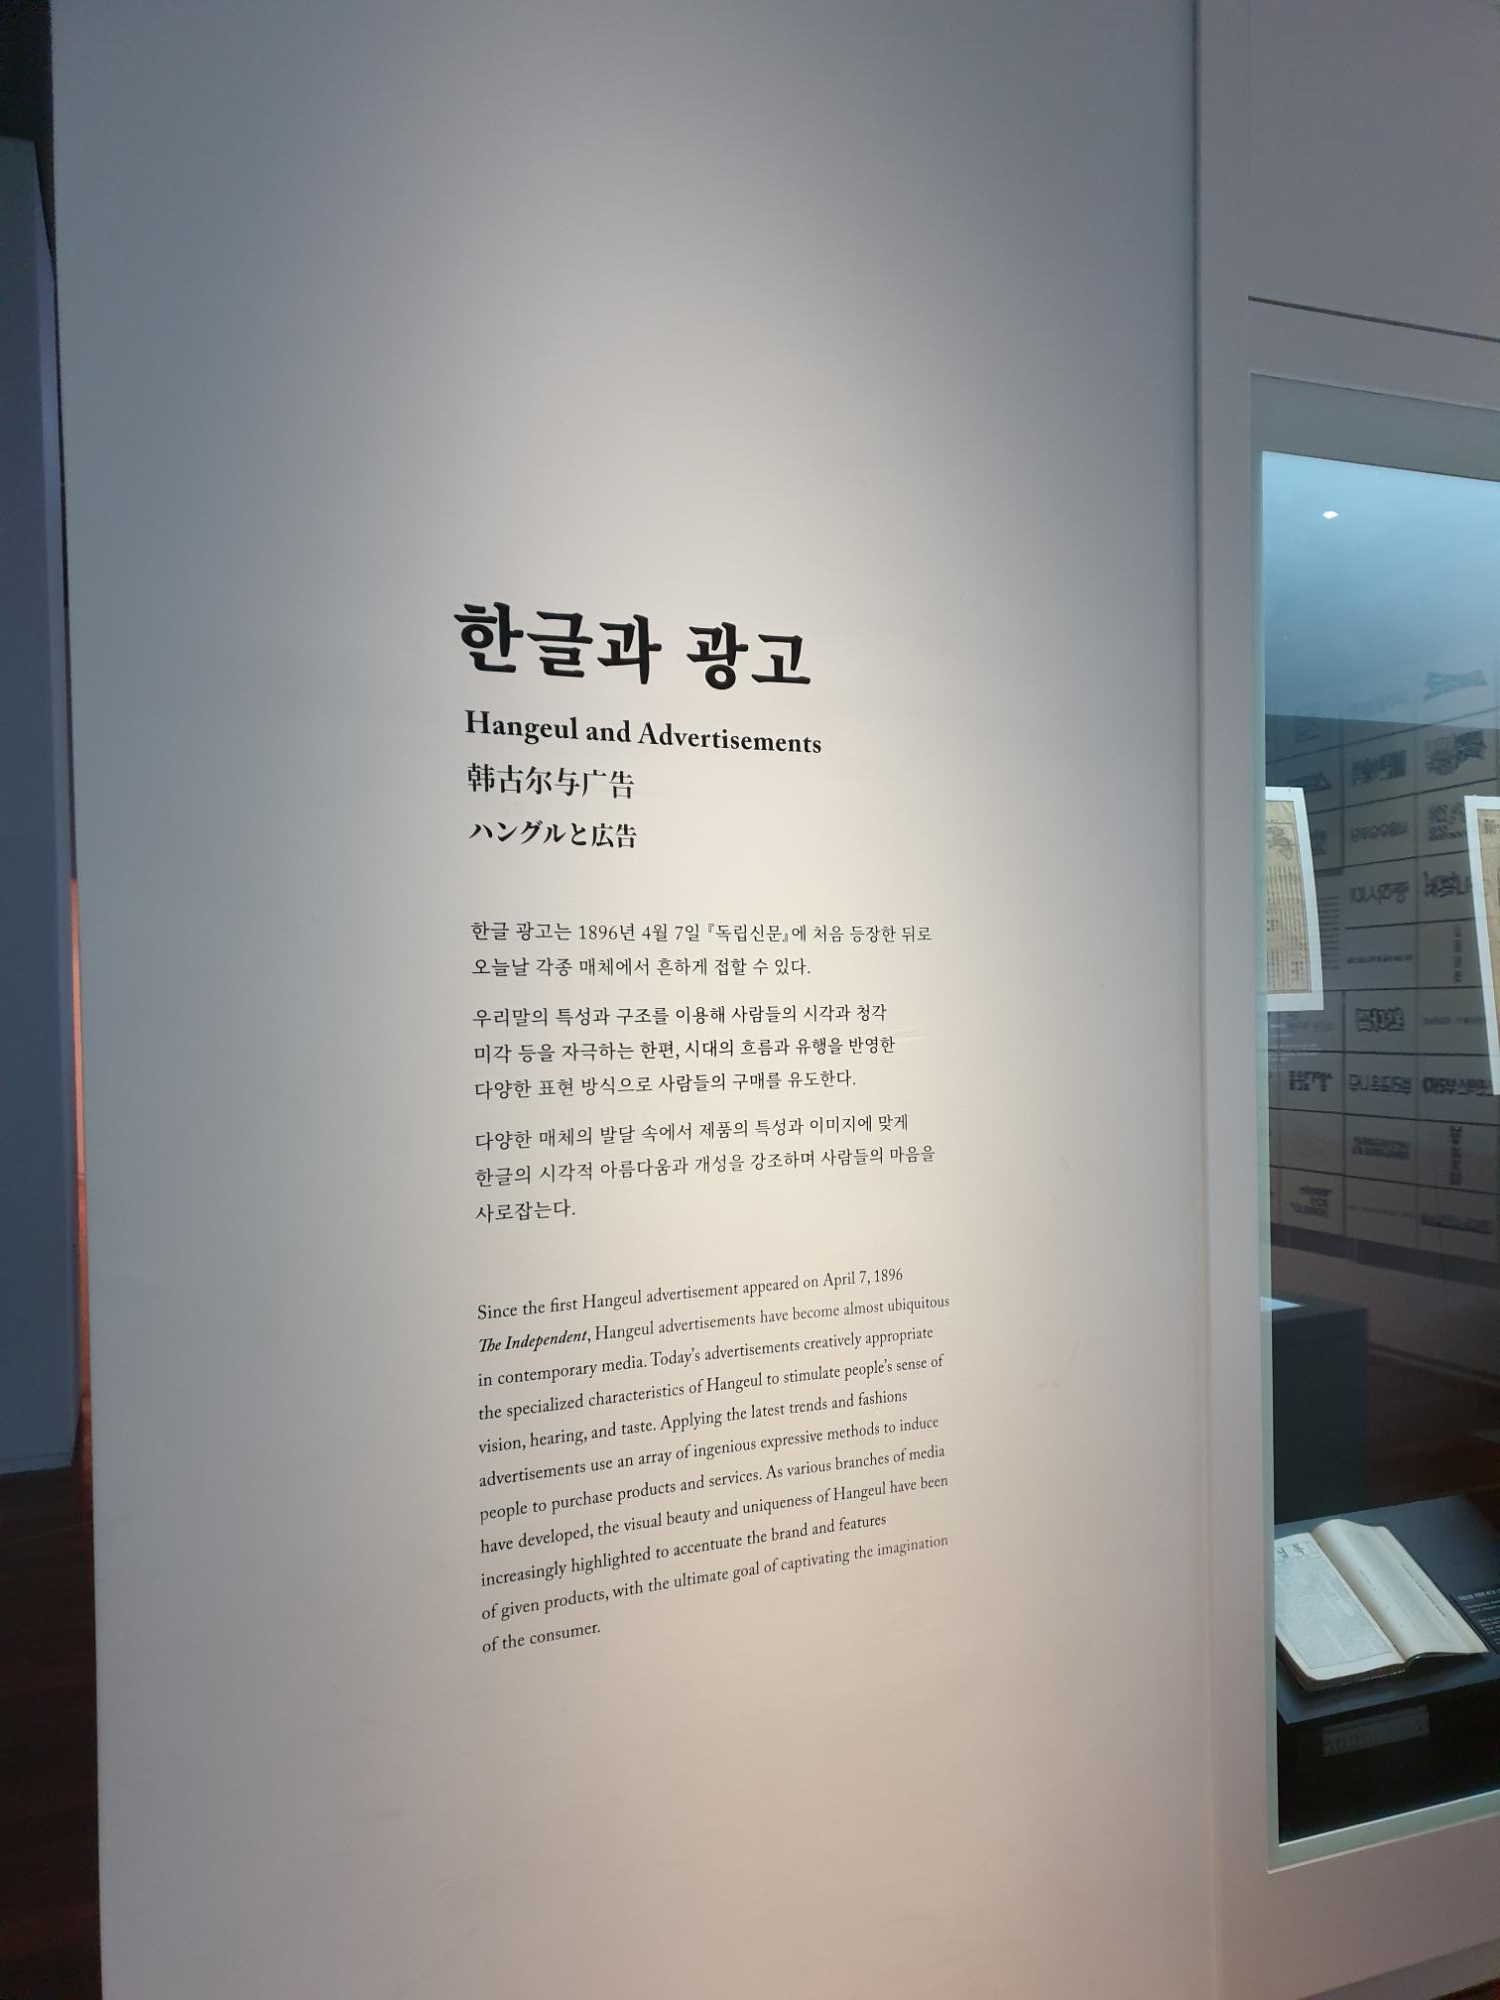 한글과 광고
Hangeul and Advertisements
韩古尔与广告
ハングルと広告
한글 광고는 1896년 4월 7일 『독립신문』에 처음 등장한 뒤로
오늘날 각종 매체에서 흔하게 접할 수 있다.
우리말의 특성과 구조를 이용해 사람들의 시각과 청각
미각 등을 자극하는 한편, 시대의 흐름과 유행을 반영한
다양한 표현 방식으로 사람들의 구매를 유도한다.
다양한 매체의 발달 속에서 제품의 특성과 이미지에 맞게
한글의 시각적 아름다움과 개성을 강조하며 사람들의 마음을
사로잡는다.
Since the first Hangeul advertisement appeared on April 7, 1896
The Independent, Hangeul advertisements have become almost ubiquitous
in contemporary media. Today's advertisements creatively appropriate
the specialized characteristics of Hangeul to stimulate people's sense of
vision, hearing, and taste. Applying the latest trends and fashions
advertisements use an array of ingenious expressive methods to induce
people to purchase products and services. As various branches of media
have developed, the visual beauty and uniqueness of Hangeul have been
increasingly highlighted to accentuate the brand and features
of given products, with the ultimate goal of captivating the imagination
of the consumer.